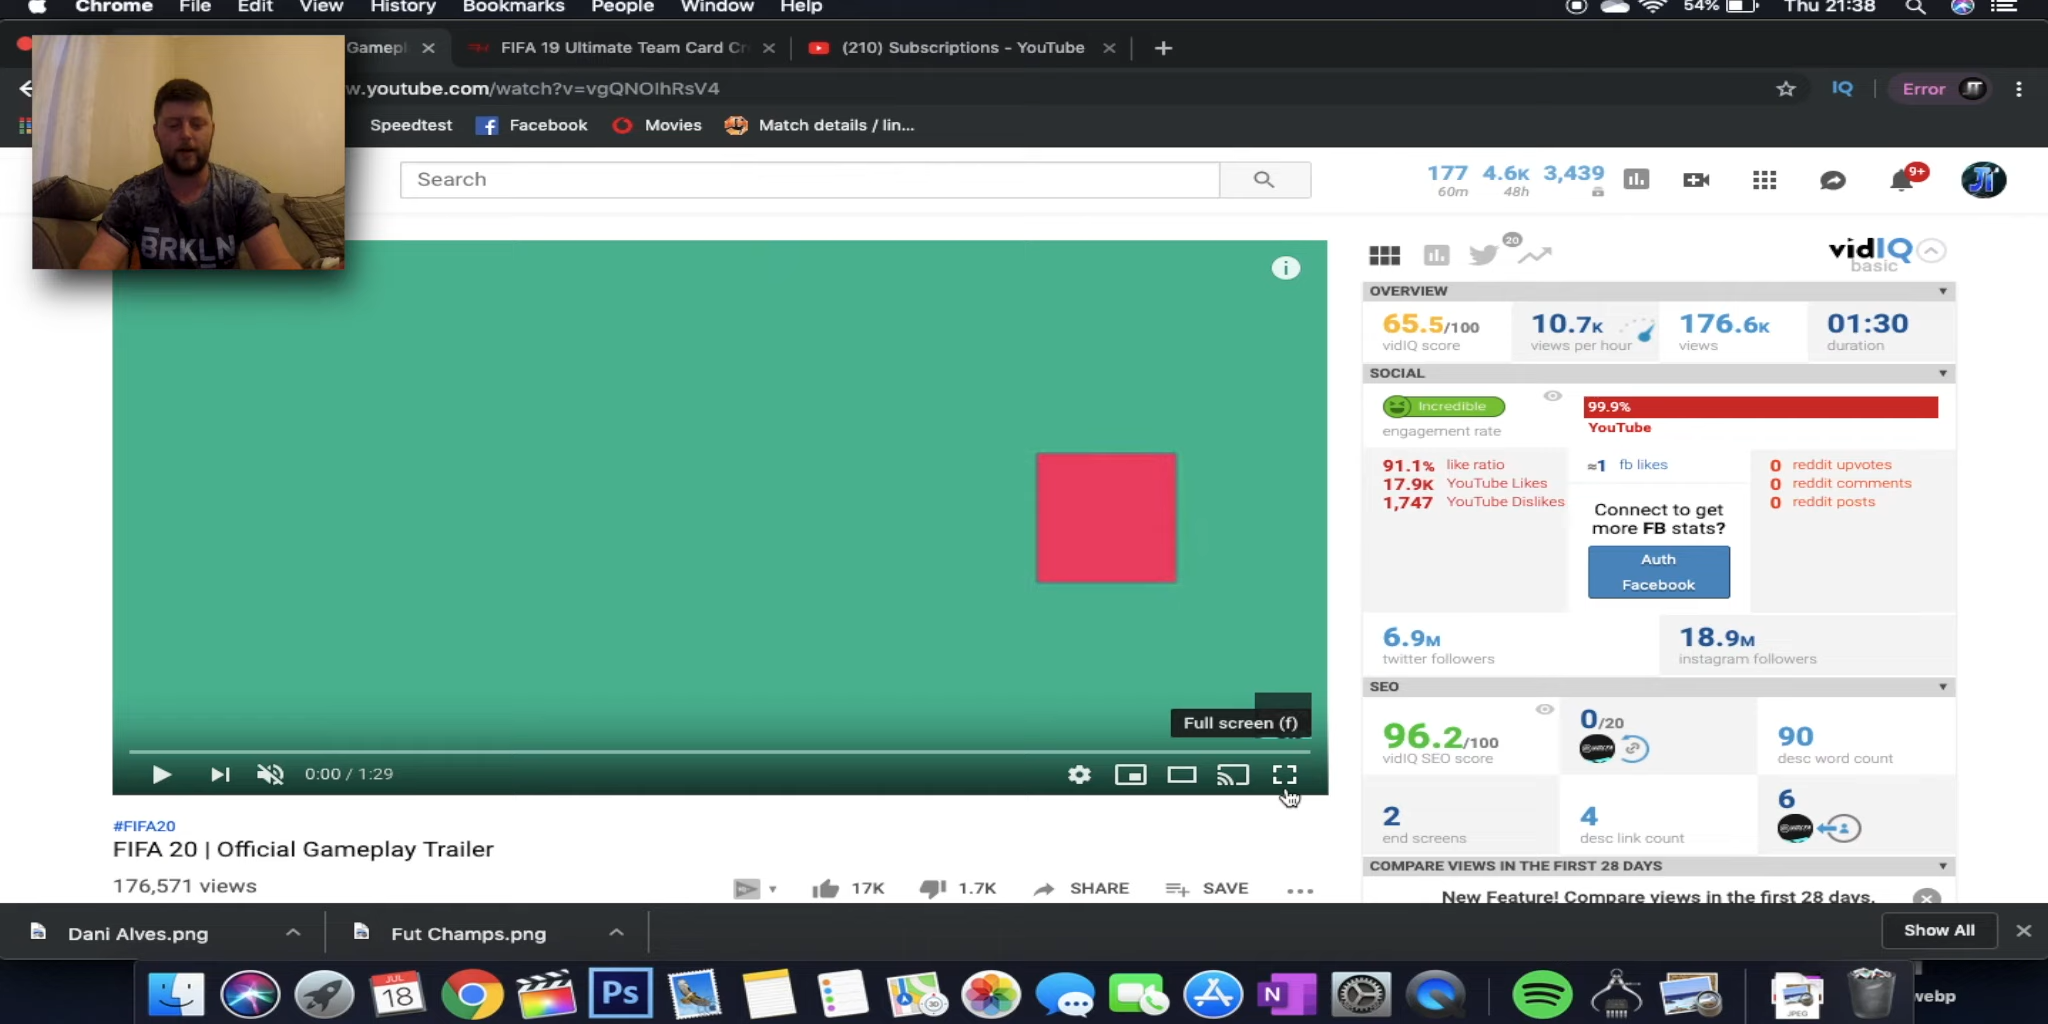 Chrome File Edit View History Bookmarks People Window Help 54% Thu 21:38
Gamepl FIFA 19 Ultimate Team Card Cr (210) Subscriptions - YouTube
w.youtube.com/watch?v=vgQNOIhRsV4 IQ Error
Speedtest Facebook Movies Match details / lin...
Search 177 4.6K 3,439 9+
60m 48h
BRKLN
20 vidIQ
basic
OVERVIEW
65.5/100 10.7K 176.6K 01:30
vidIQ score views per hour views duration
SOCIAL
Incredible 99.9%
engagement rate YouTube
91.1% like ratio ≈1 fb likes 0 reddit upvotes
17.9K YouTube Likes 0 reddit comments
1,747 YouTube Dislikes 0 reddit posts
Connect to get
more FB stats?
Auth
Facebook
6.9M 18.9M
twitter followers instagram followers
SEO
Full screen (f)
96.2/100 0/20 90
vidIQ SEO score desc word count
0:00 / 1:29
2 4 6
end screens desc link count
#FIFA20
FIFA 20 | Official Gameplay Trailer
COMPARE VIEWS IN THE FIRST 28 DAYS
176,571 views 17K 1.7K SHARE SAVE
New Feature! Compare views in the first 28 days.
Dani Alves.png Fut Champs.png Show All
JUL
18 Ps 3D N JPEG webp